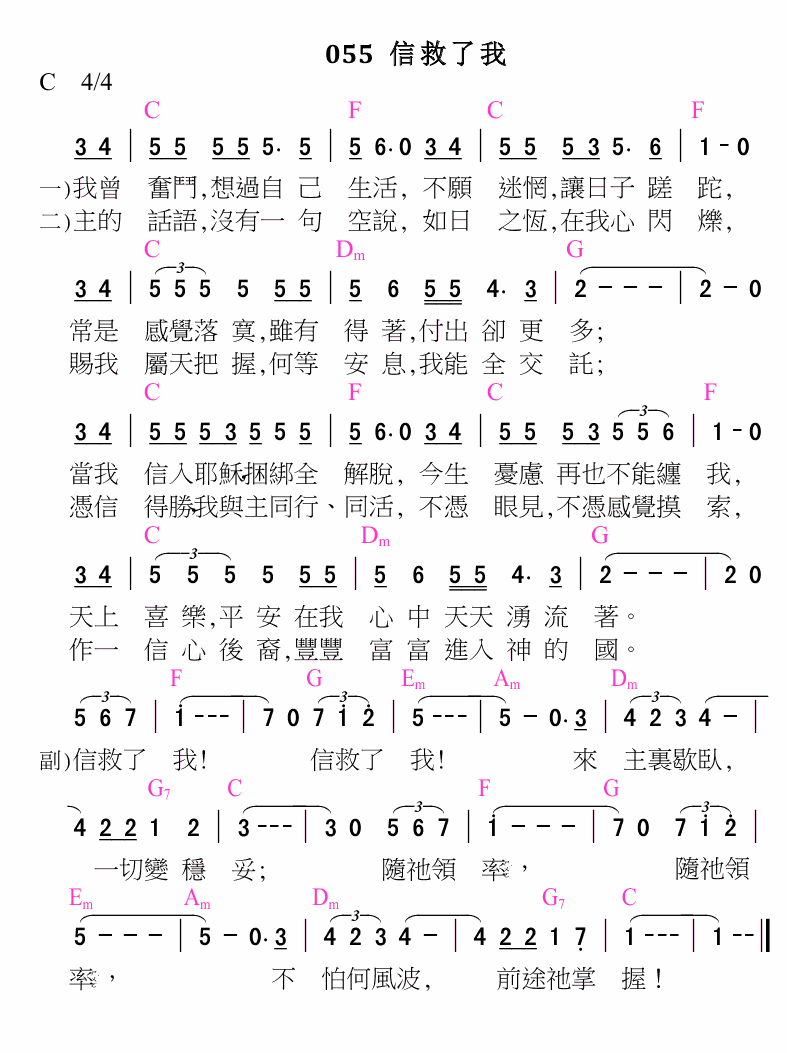 055 信救了我
C 4/4
C F C F
3 4 | 5 5 5 5 5. 5 | 5 6. 0 3 4 | 5 5 5 3 5. 6 | 1 - 0
一)我曾 奮鬥,想過自 己 生活, 不願 迷惘,讓日子 蹉 跎,
二)主的 話語,沒有一 句 空說, 如日 之恆,在我心 閃 爍,
C Dm G
3 4 | 5 5 5 5 5 5 | 5 6 5 5 4. 3 | 2 - - - | 2 - 0
常是 感覺落 寞,雖有 得 著,付出 卻 更 多;
賜我 屬天把 握,何等 安 息,我能 全 交 託;
C F C F
3 4 | 5 5 5 3 5 5 5 | 5 6. 0 3 4 | 5 5 5 3 5 5 6 | 1 - 0
當我 信入耶穌,捆綁全 解脫, 今生 憂慮 再也不能纏 我,
憑信 得勝,我與主同行、同活, 不憑 眼見,不憑感覺摸 索,
C Dm G
3 4 | 5 5 5 5 5 5 | 5 6 5 5 4. 3 | 2 - - - | 2 0
天上 喜 樂,平 安 在我 心 中 天天 湧 流 著。
作一 信 心 後 裔,豐豐 富 富 進入 神 的 國。
F G Em Am Dm
5 6 7 | 1 - - - | 7 0 7 1 2 | 5 - - - | 5 - 0. 3 | 4 2 3 4 - |
副)信救了 我! 信救了 我! 來 主裏歇臥,
G7 C F G
4 2 2 1 2 | 3 - - - | 3 0 5 6 7 | 1 - - - | 7 0 7 1 2 |
一切變 穩 妥; 隨祂領 率, 隨祂領
Em Am Dm G7 C
5 - - - | 5 - 0. 3 | 4 2 3 4 - | 4 2 2 1 7 | 1 - - - | 1 - - ||
率, 不 怕何風波, 前途祂掌 握!